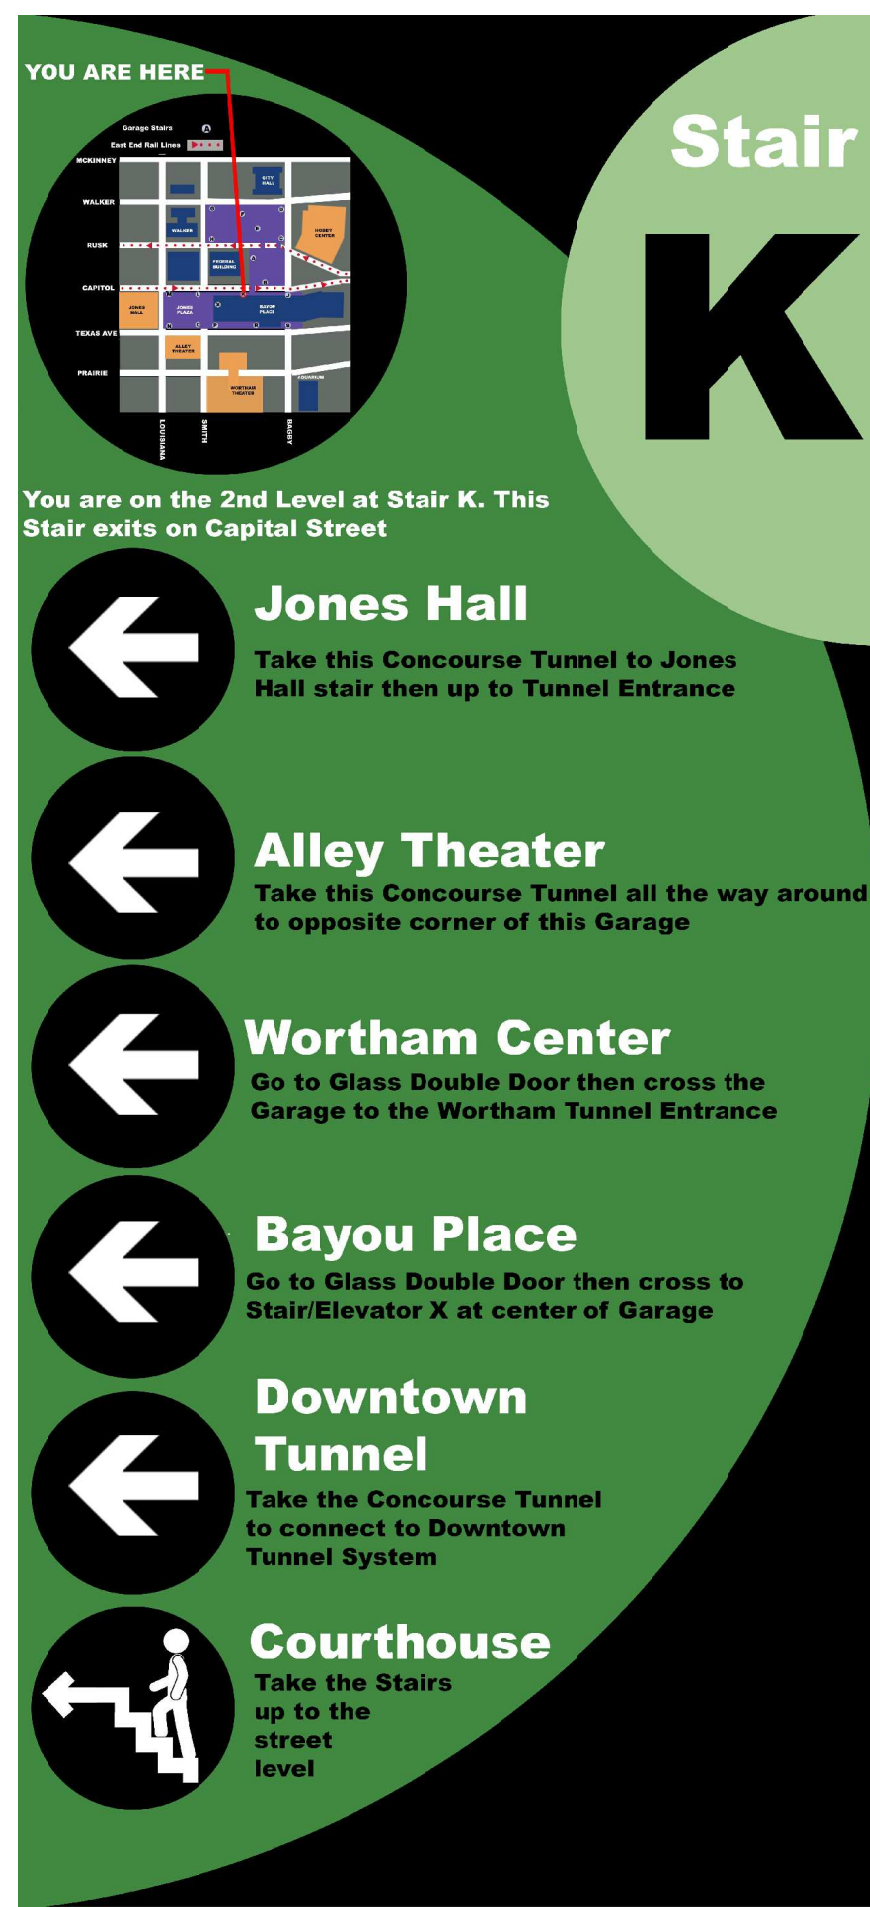 YOU ARE HERE
Stair
K
Garage Stairs A
East End Rail Lines
MCKINNEY
CITY
HALL
WALKER
WALKER
HOBBY
CENTER
RUSK
FEDERAL
BUILDING
CAPITOL
JONES
HALL
JONES
PLAZA
BAYOU
PLACE
TEXAS AVE
ALLEY
THEATER
PRAIRIE
AQUARIUM
WORTHAM
THEATER
LOUISIANA
SMITH
BAGBY
You are on the 2nd Level at Stair K. This
Stair exits on Capital Street
Jones Hall
Take this Concourse Tunnel to Jones
Hall stair then up to Tunnel Entrance
Alley Theater
Take this Concourse Tunnel all the way around
to opposite corner of this Garage
Wortham Center
Go to Glass Double Door then cross the
Garage to the Wortham Tunnel Entrance
Bayou Place
Go to Glass Double Door then cross to
Stair/Elevator X at center of Garage
Downtown
Tunnel
Take the Concourse Tunnel
to connect to Downtown
Tunnel System
Courthouse
Take the Stairs
up to the
street
level